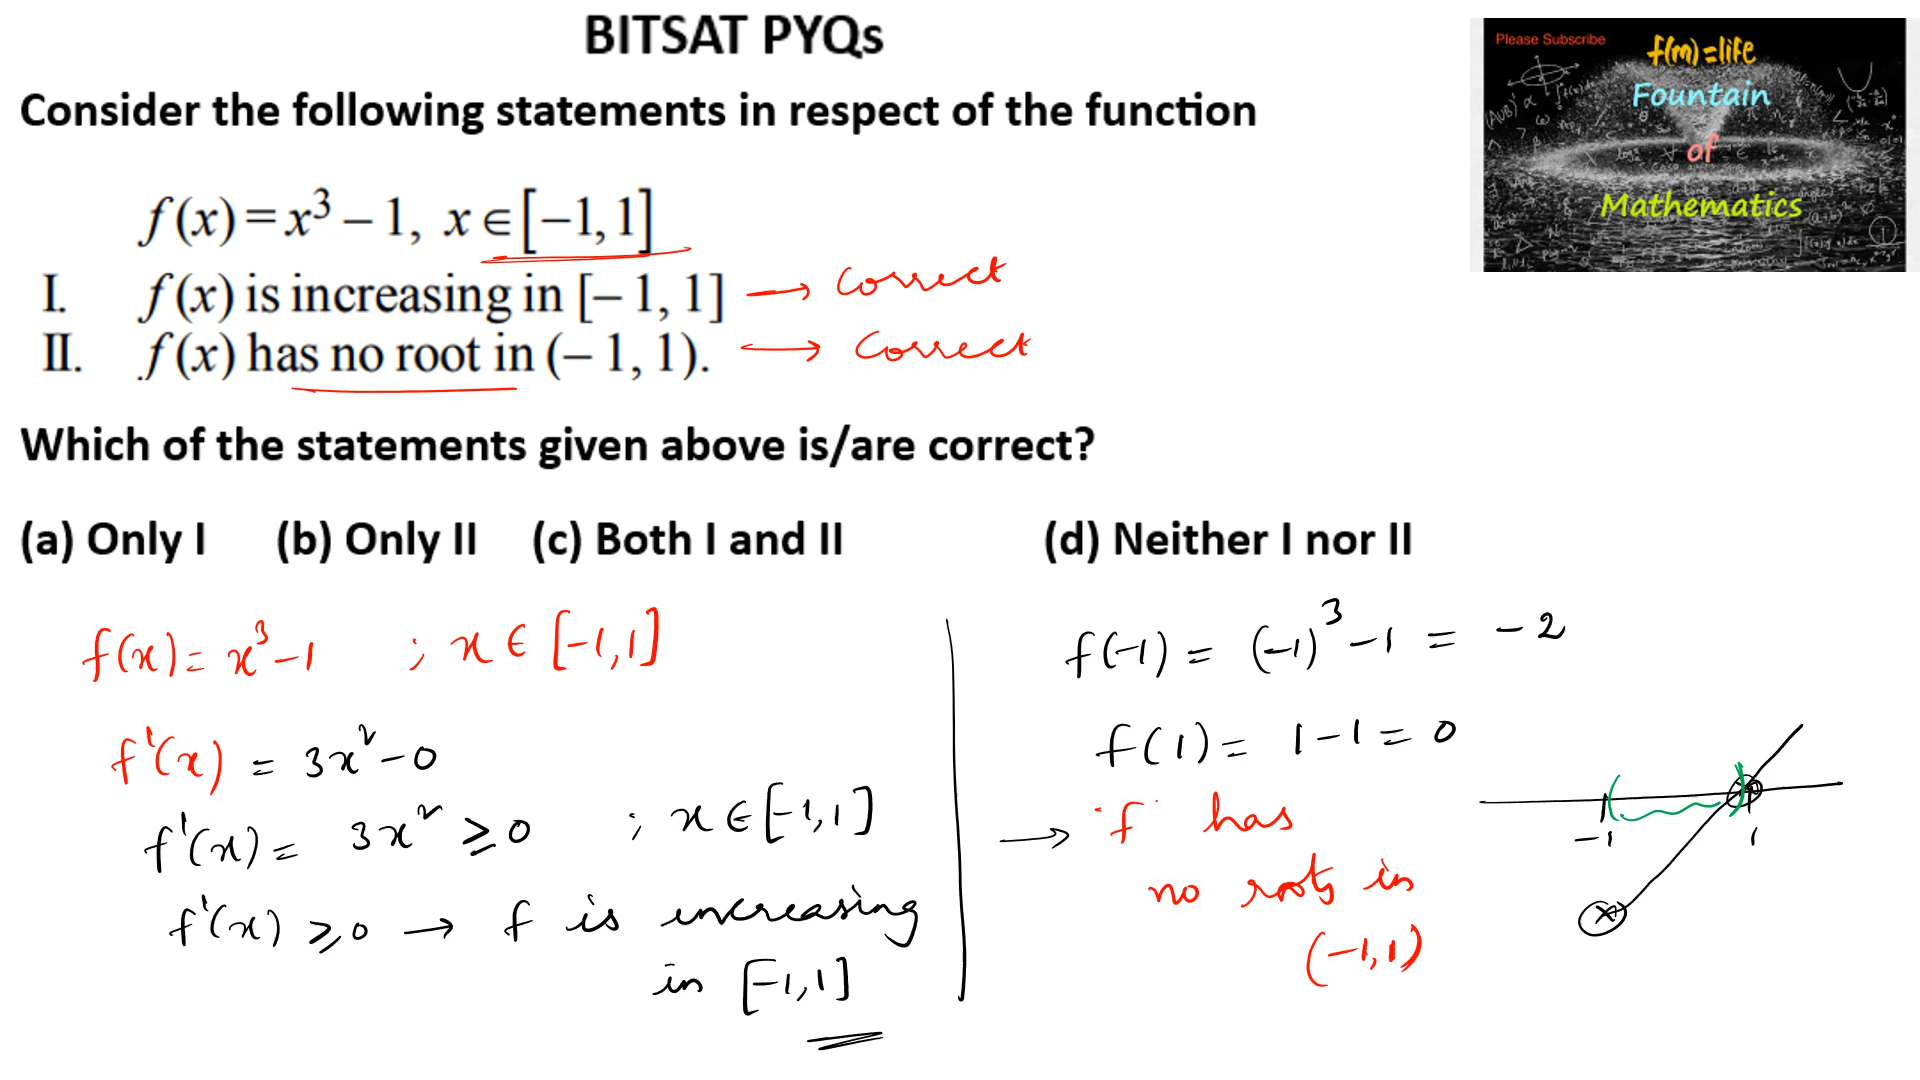 BITSAT PYQs
Please Subscribe
f(m)=life
Fountain
of
Mathematics
Consider the following statements in respect of the function
f(x)=x³–1, x∈[–1,1]
I. f(x) is increasing in [–1, 1] → Correct
II. f(x) has no root in (–1, 1). → Correct
Which of the statements given above is/are correct?
(a) Only I (b) Only II (c) Both I and II (d) Neither I nor II
f(x)= x³-1 ; x ∈ [-1,1]
f'(x) = 3x²-0
f'(x)= 3x² ≥0 ; x∈[-1,1]
f'(x) ≥0 → f is increasing
in [-1,1]
f(-1) = (-1)³-1 = -2
f(1)= 1-1=0
→ 'f' has
no roots in
(-1,1)
-1 1